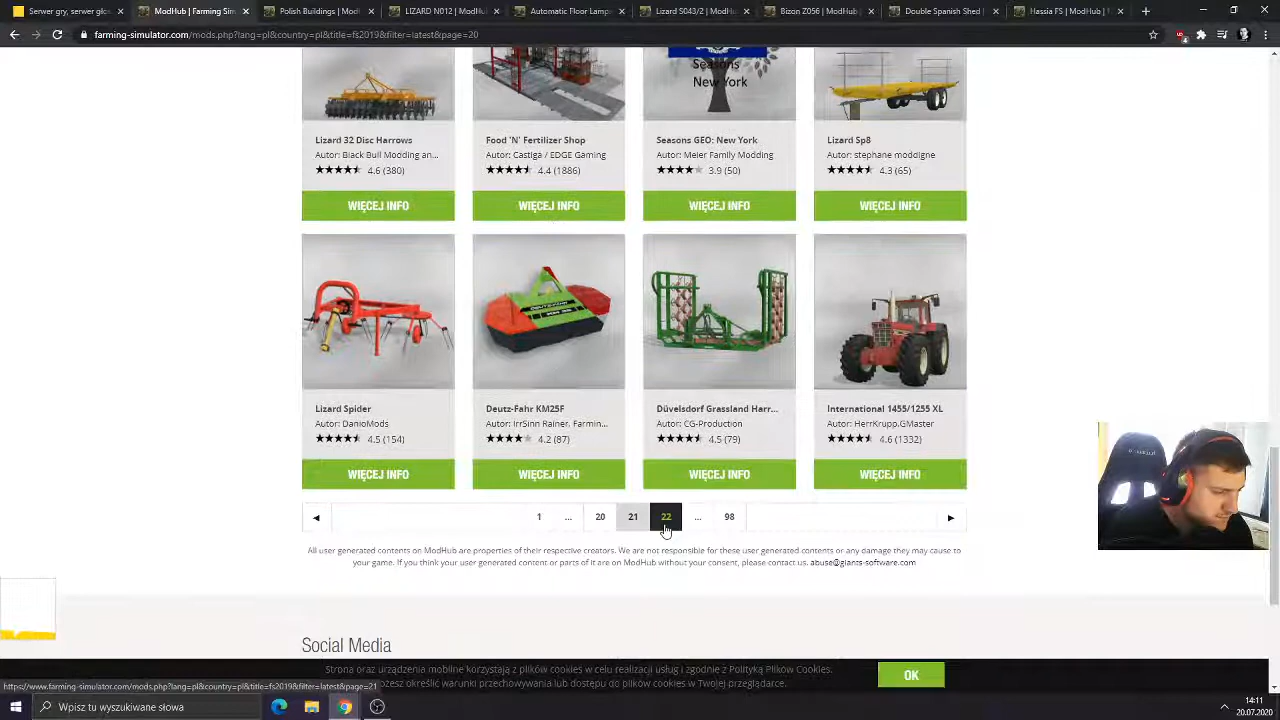 Serwer gry, serwer głos
ModHub | Farming Sim
Polish Buildings | ModH
LIZARD N012 | ModHub
Automatic Floor Lamp
Lizard S043/2 | ModHub
Bizon Z056 | ModHub
Double Spanish Shed |
Hassia FS | ModHub |
farming-simulator.com/mods.php?lang=pl&country=pl&title=fs2019&filter=latest&page=20
Seasons
New York
Lizard 32 Disc Harrows
Autor: Black Bull Modding an...
4.6 (380)
WIĘCEJ INFO
Food 'N' Fertilizer Shop
Autor: Castiga / EDGE Gaming
4.4 (1886)
WIĘCEJ INFO
Seasons GEO: New York
Autor: Meier Family Modding
3.9 (50)
WIĘCEJ INFO
Lizard Sp8
Autor: stephane moddigne
4.3 (65)
WIĘCEJ INFO
Lizard Spider
Autor: DanioMods
4.5 (154)
WIĘCEJ INFO
Deutz-Fahr KM25F
Autor: IrrSinn Rainer, Farmin...
4.2 (87)
WIĘCEJ INFO
Düvelsdorf Grassland Harr...
Autor: CG-Production
4.5 (79)
WIĘCEJ INFO
International 1455/1255 XL
Autor: HerrKrupp.GMaster
4.6 (1332)
WIĘCEJ INFO
1 ... 20 21 22 ... 98
All user generated contents on ModHub are properties of their respective creators. We are not responsible for these user generated contents or any damage they may cause to
your game. If you think your user generated content or parts of it are on ModHub without your consent, please contact us. abuse@giants-software.com
Social Media
Strona oraz urządzenia mobilne korzystają z plików cookies w celu realizacji usług i zgodnie z Polityką Plików Cookies.
ożesz określić warunki przechowywania lub dostępu do plików cookies w Twojej przeglądarce.
OK
https://www.farming-simulator.com/mods.php?lang=pl&country=pl&title=fs2019&filter=latest&page=21
Wpisz tu wyszukiwane słowa
14:11
20.07.2020